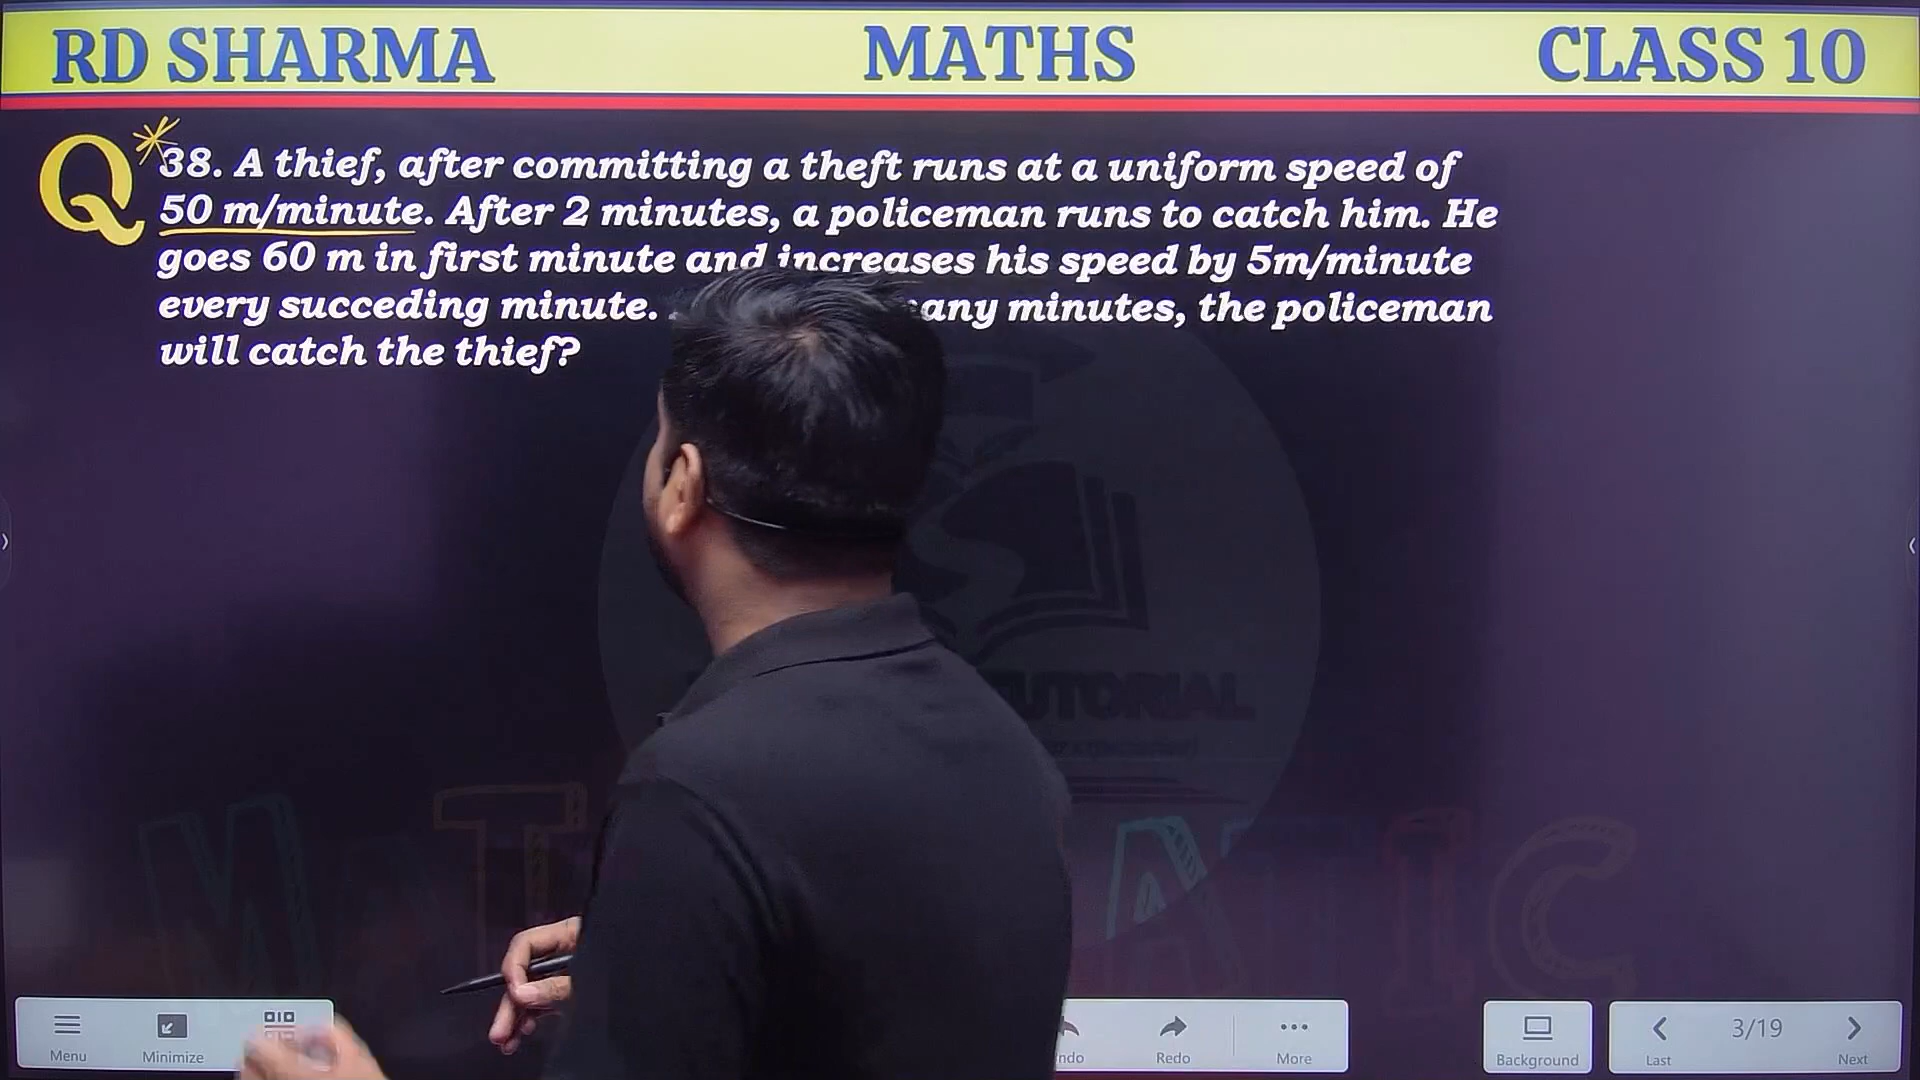 RD SHARMA MATHS CLASS 10
Q 38. A thief, after committing a theft runs at a uniform speed of
50 m/minute. After 2 minutes, a policeman runs to catch him. He
goes 60 m in first minute and increases his speed by 5m/minute
every succeding minute. any minutes, the policeman
will catch the thief?
UTORIAL
Menu Minimize ndo Redo More Background Last 3/19 Next